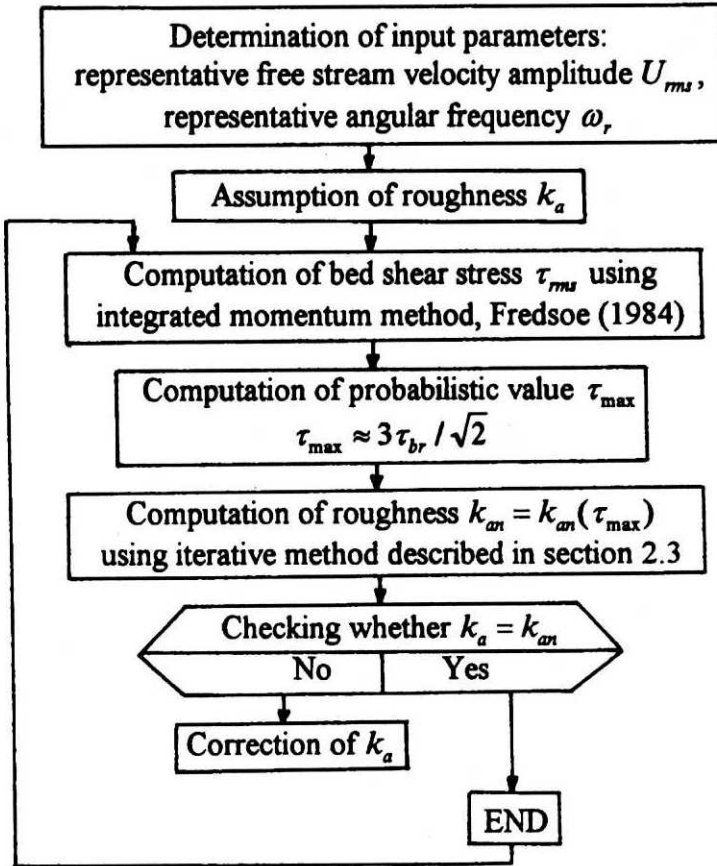 Determination of input parameters:
representative free stream velocity amplitude U_rms,
representative angular frequency ω_r
Assumption of roughness k_a
Computation of bed shear stress τ_rms using
integrated momentum method, Fredsoe (1984)
Computation of probabilistic value τ_max
τ_max ≈ 3τ_br / √2
Computation of roughness k_an = k_an(τ_max)
using iterative method described in section 2.3
Checking whether k_a = k_an
No Yes
Correction of k_a
END